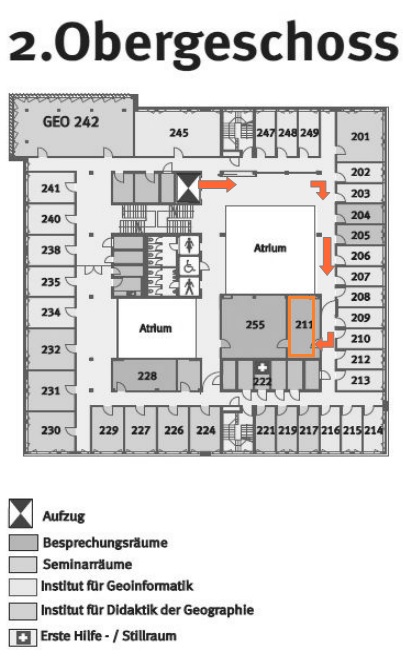 2.Obergeschoss
GEO 242
245
247 248 249
201
202
241
203
240
204
238
Atrium
205
206
235
207
234
208
Atrium
255
211
209
232
210
228
222
212
231
213
230
229 227 226 224
221 219 217 216 215 214
Aufzug
Besprechungsräume
Seminarräume
Institut für Geoinformatik
Institut für Didaktik der Geographie
Erste Hilfe - / Stillraum